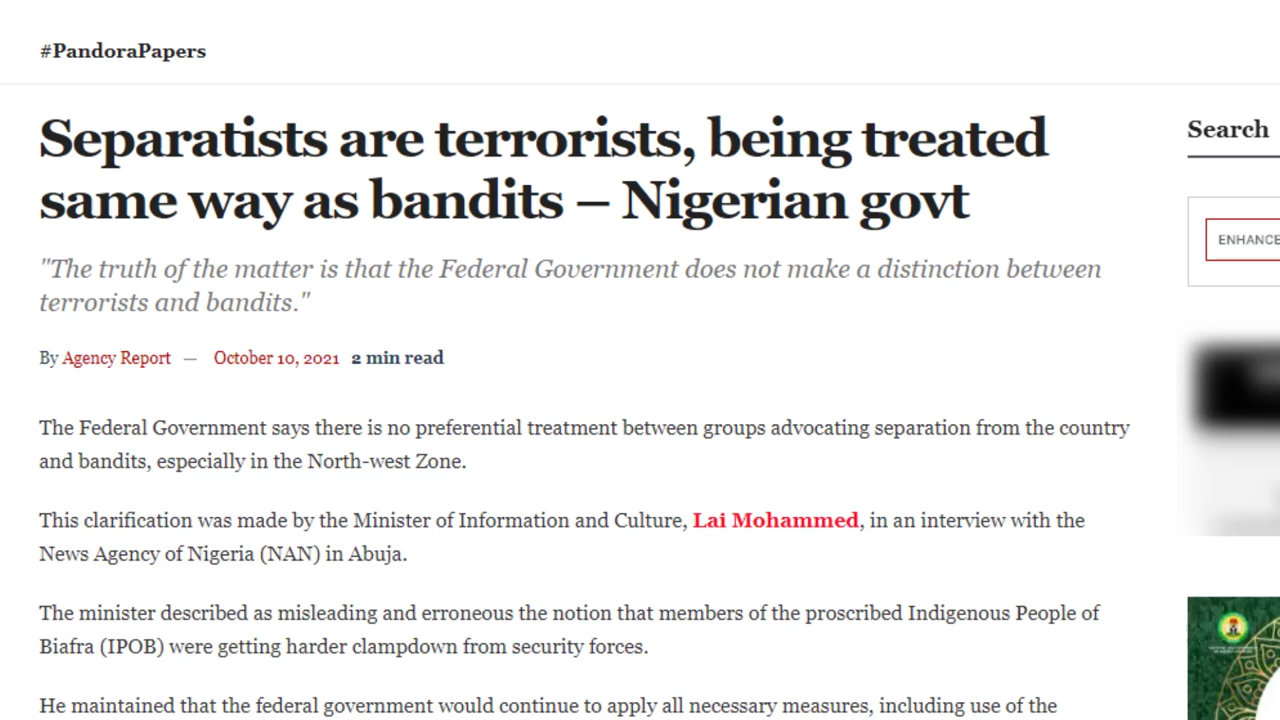 #PandoraPapers
Separatists are terrorists, being treated
same way as bandits – Nigerian govt
"The truth of the matter is that the Federal Government does not make a distinction between
terrorists and bandits."
By Agency Report — October 10, 2021 2 min read
The Federal Government says there is no preferential treatment between groups advocating separation from the country
and bandits, especially in the North-west Zone.
This clarification was made by the Minister of Information and Culture, Lai Mohammed, in an interview with the
News Agency of Nigeria (NAN) in Abuja.
The minister described as misleading and erroneous the notion that members of the proscribed Indigenous People of
Biafra (IPOB) were getting harder clampdown from security forces.
He maintained that the federal government would continue to apply all necessary measures, including use of the
Search
ENHANCE